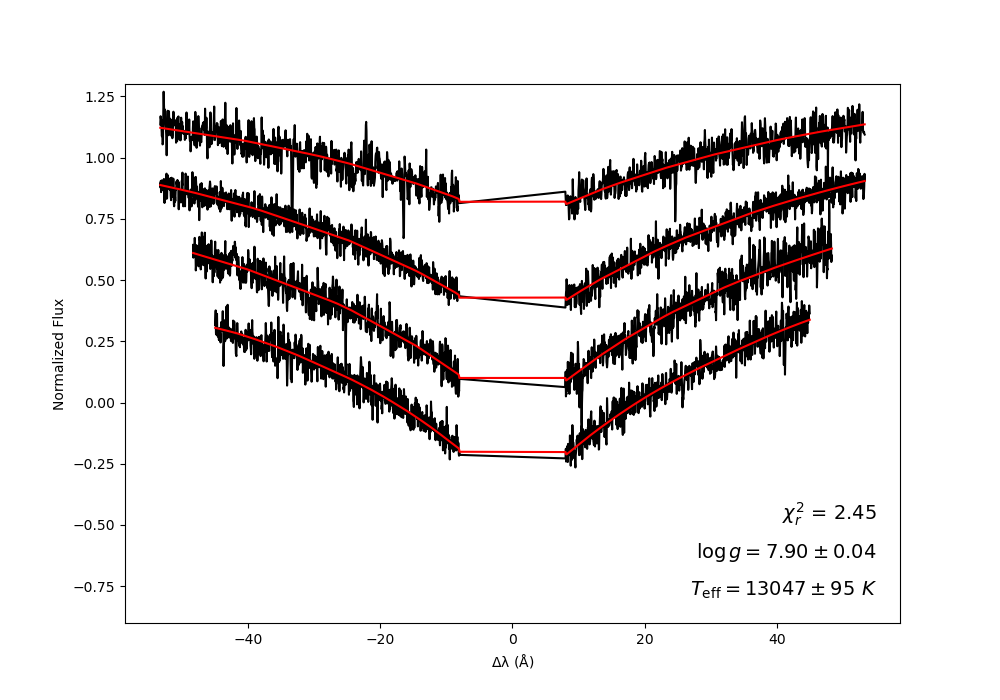 1.25
1.00
0.75
0.50
0.25
0.00
−0.25
−0.50
−0.75
Normalized Flux
χ²ᵣ = 2.45
log g = 7.90 ± 0.04
T_eff = 13047 ± 95 K
−40 −20 0 20 40
Δλ (Å)